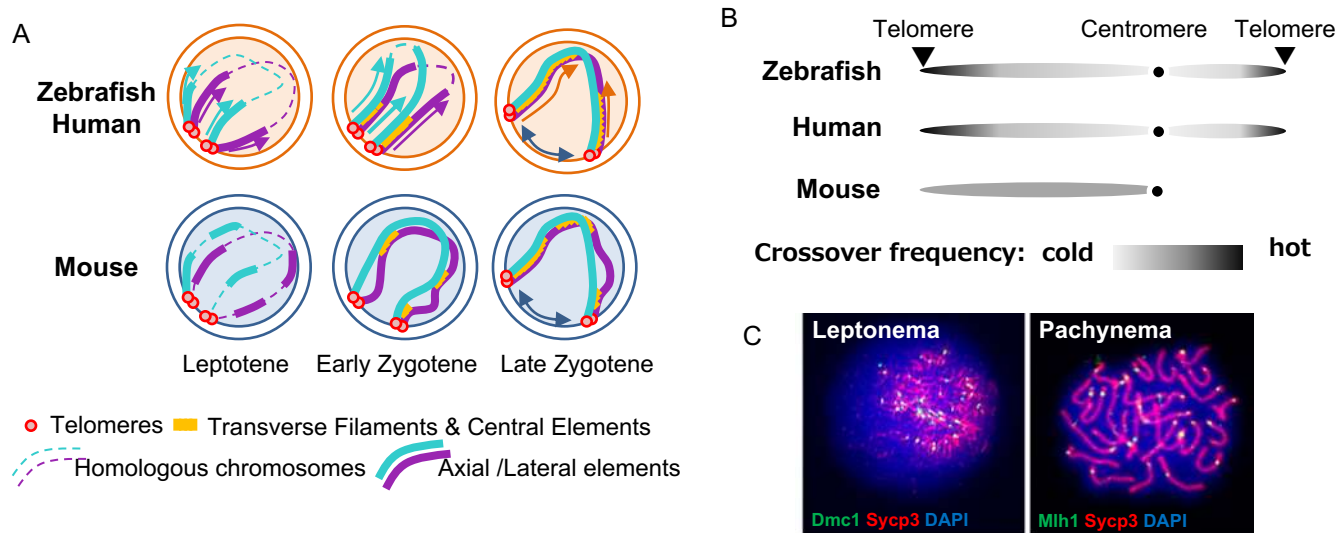 A
Zebrafish
Human
Mouse
Leptotene Early Zygotene Late Zygotene
Telomeres Transverse Filaments & Central Elements
Homologous chromosomes Axial /Lateral elements
B
Telomere Centromere Telomere
Zebrafish
Human
Mouse
Crossover frequency: cold hot
C
Leptonema Pachynema
Dmc1 Sycp3 DAPI Mlh1 Sycp3 DAPI